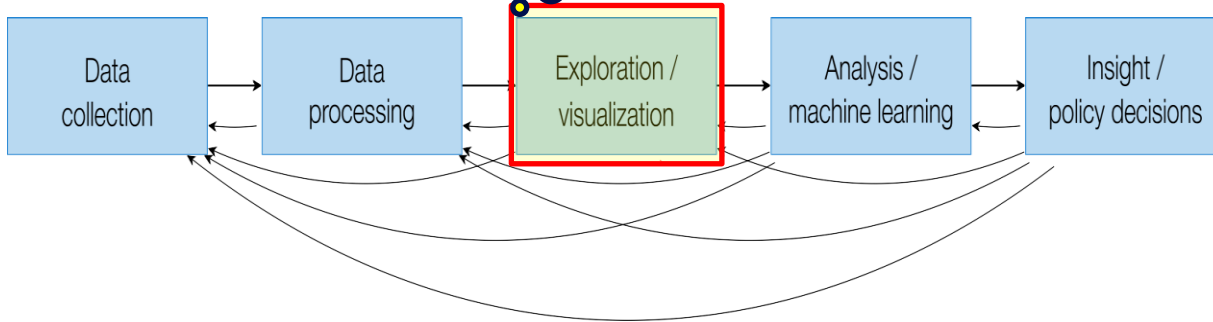 Data
collection
Data
processing
Exploration /
visualization
Analysis /
machine learning
Insight /
policy decisions